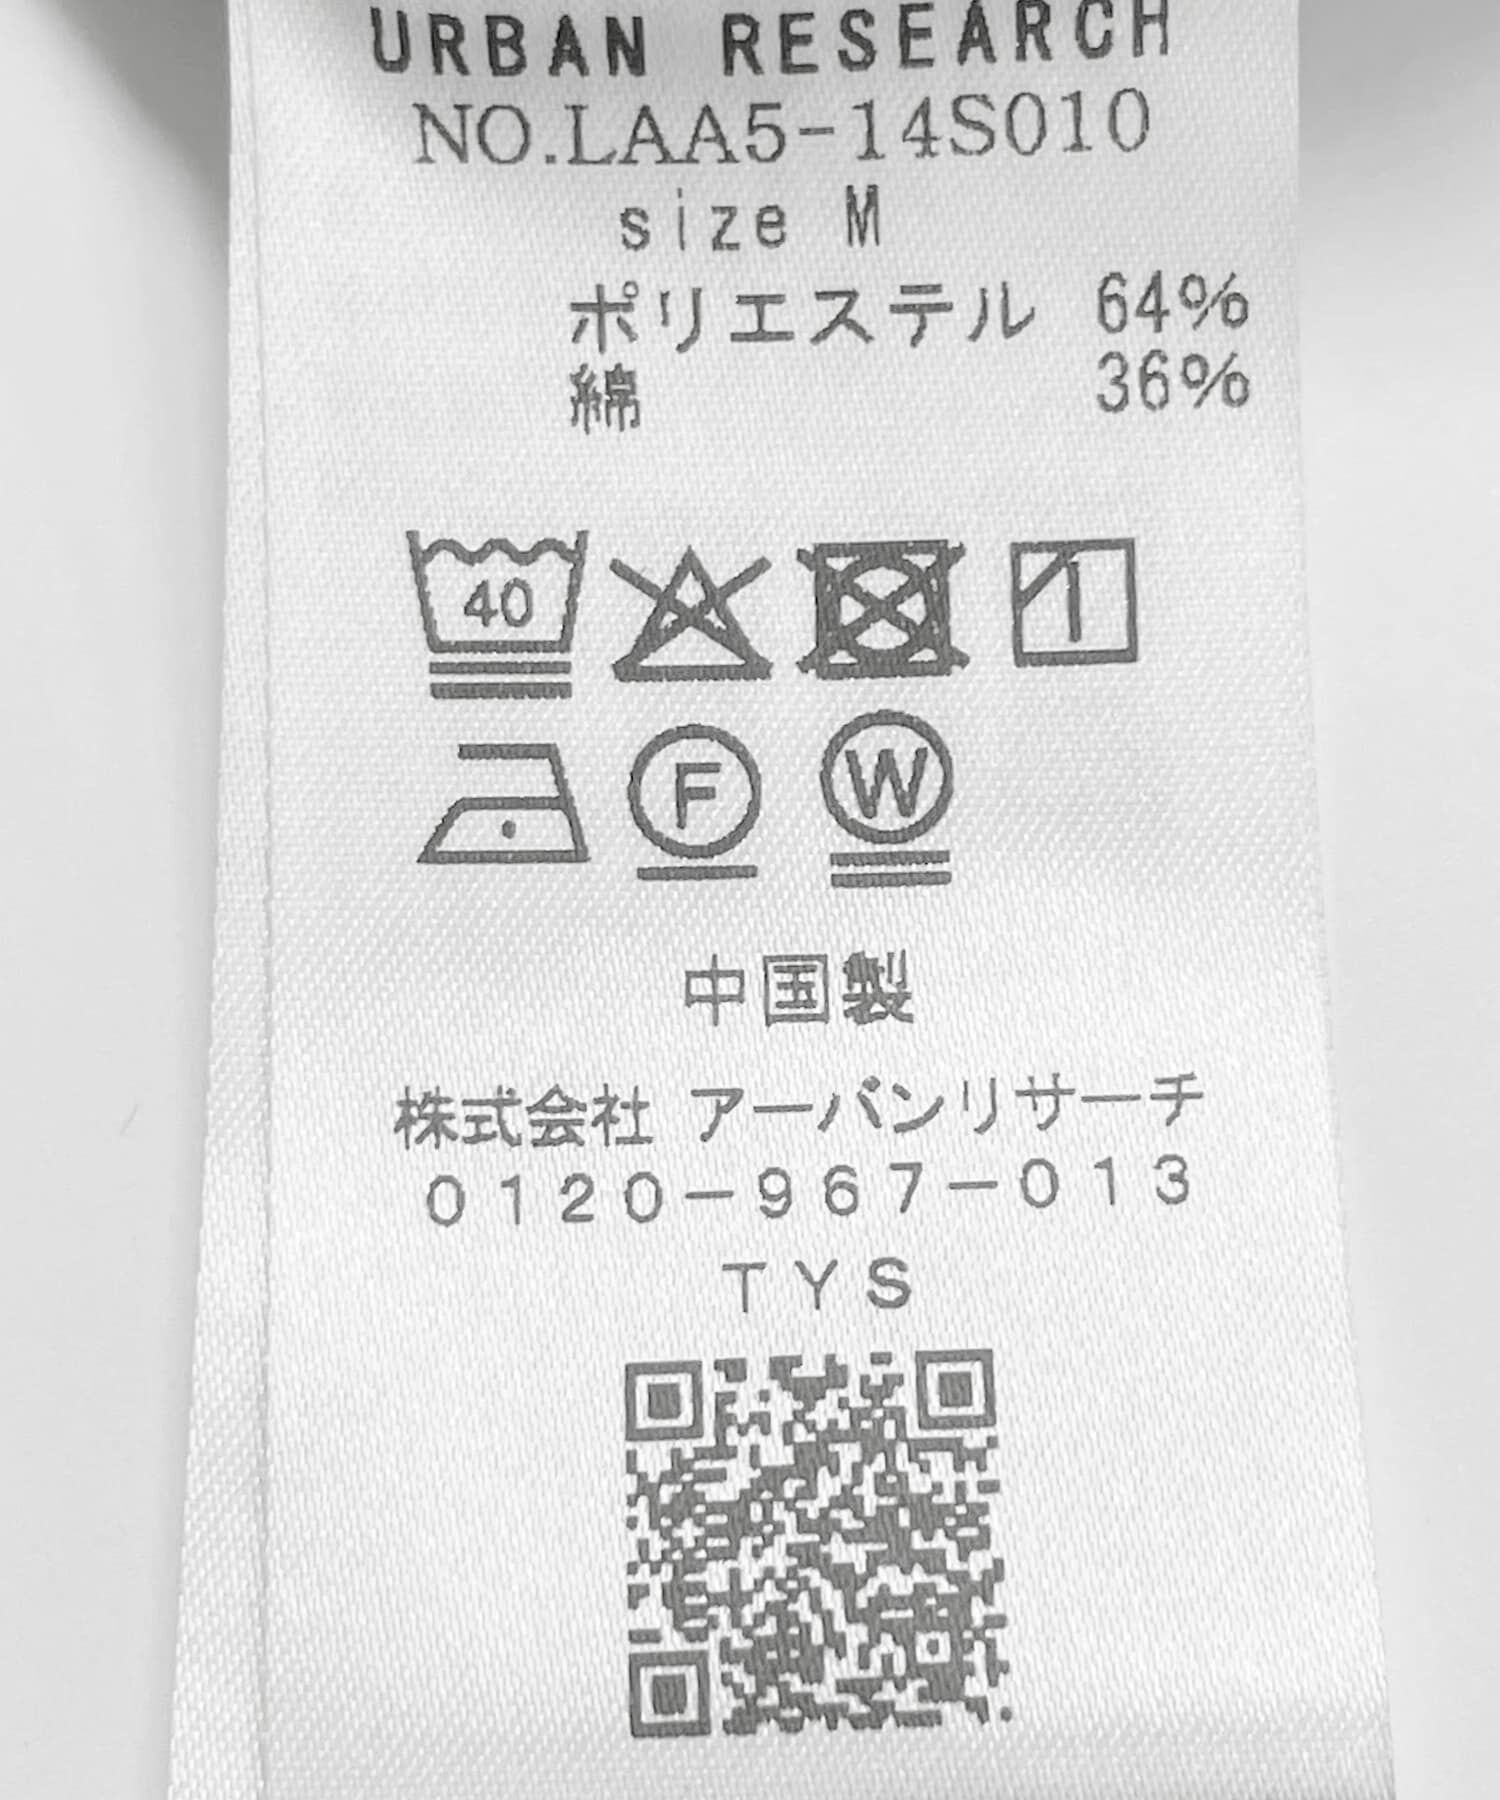 URBAN RESEARCH
NO.LAA5-14S010
size M
ポリエステル 64%
綿 36%
40
F W
中国製
株式会社 アーバンリサーチ
0120-967-013
TYS